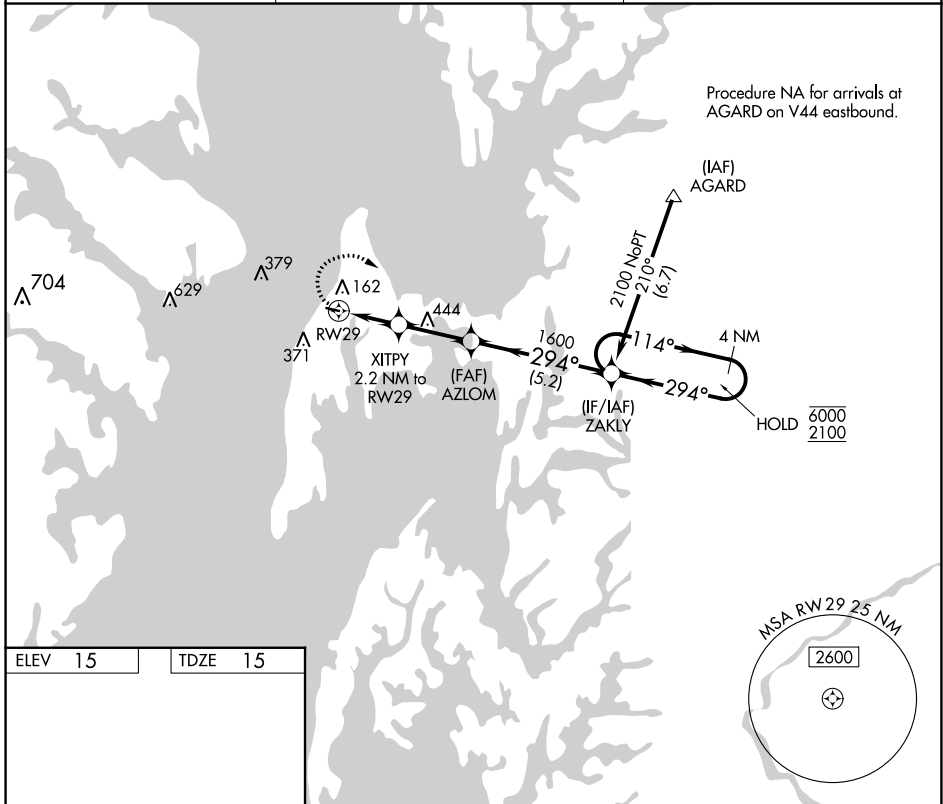 Procedure NA for arrivals at
AGARD on V44 eastbound.
(IAF)
AGARD
2100 NoPT
210°
(6.7)
704
629
379
162
444
371
RW29
XITPY
2.2 NM to
RW29
(FAF)
AZLOM
1600
294°
(5.2)
(IF/IAF)
ZAKLY
114°
4 NM
294°
HOLD
6000
2100
MSA RW29 25 NM
2600
ELEV 15
TDZE 15